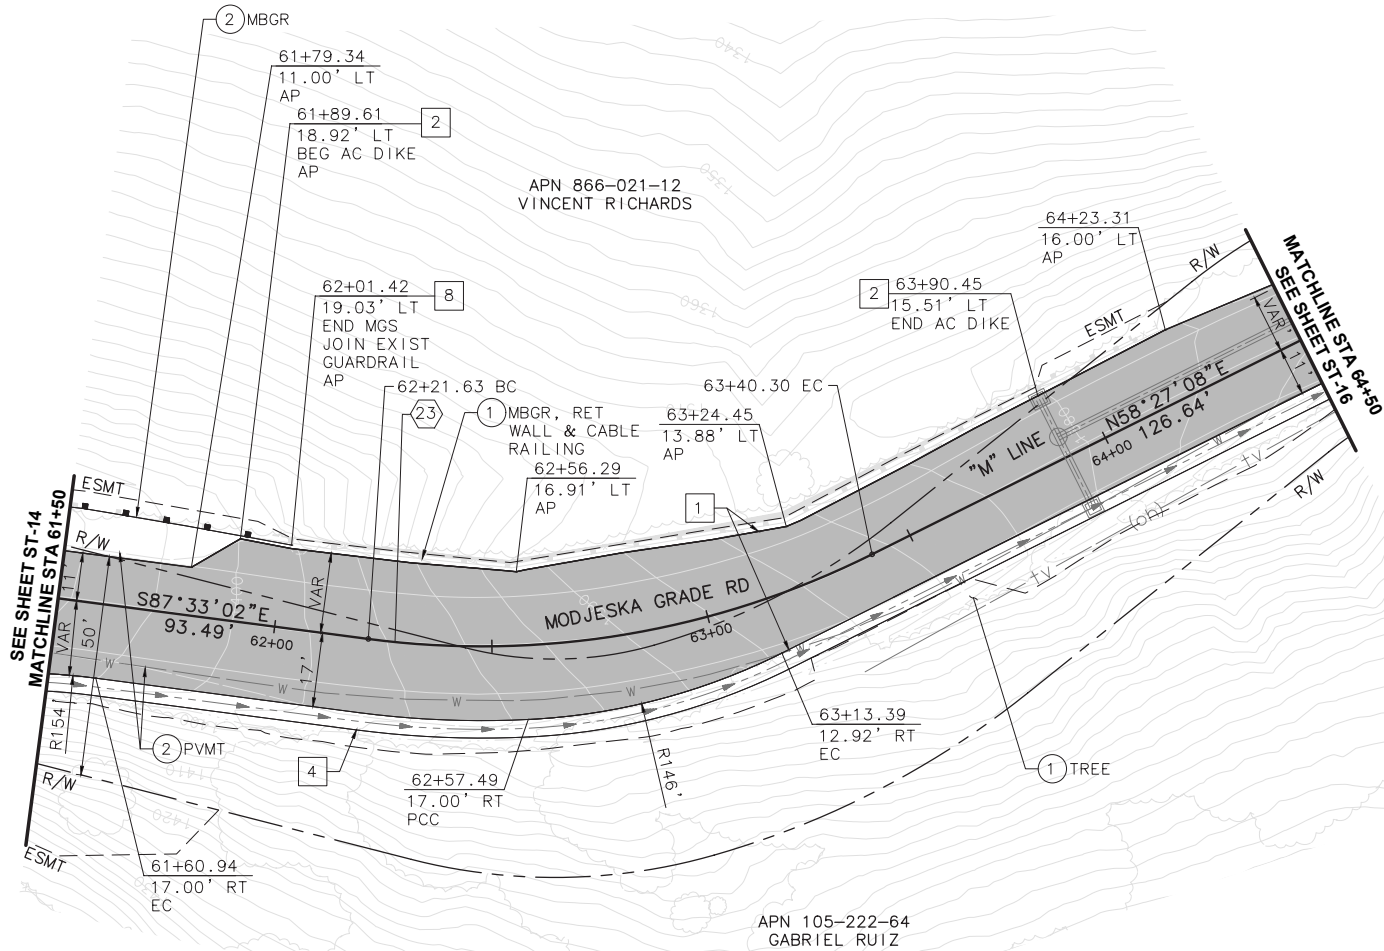 2 MBGR
1340
61+79.34
11.00' LT
AP
61+89.61
2
18.92' LT
BEG AC DIKE
AP
1350
APN 866-021-12
VINCENT RICHARDS
64+23.31
16.00' LT
AP
R/W
MATCHLINE STA 64+50
SEE SHEET ST-16
62+01.42
8
19.03' LT
END MGS
JOIN EXIST
GUARDRAIL
AP
1360
2
63+90.45
15.51' LT
END AC DIKE
ESMT
VAR
11'
62+21.63 BC
23
1 MBGR, RET
WALL & CABLE
RAILING
63+40.30 EC
63+24.45
13.88' LT
AP
N58°27'08"E
126.64'
"M" LINE
64+00
62+56.29
16.91' LT
AP
1
ESMT
SEE SHEET ST-14
MATCHLINE STA 61+50
R/W
11'
VAR
50'
S87°33'02"E
93.49'
62+00
VAR
17'
MODJESKA GRADE RD
63+00
W
W
W
W
W
W
W
(oh)
TV
TV
R/W
R154'
R/W
2 PVMT
4
62+57.49
17.00' RT
PCC
R146'
63+13.39
12.92' RT
EC
1 TREE
1410
1420
ESMT
61+60.94
17.00' RT
EC
APN 105-222-64
GABRIEL RUIZ